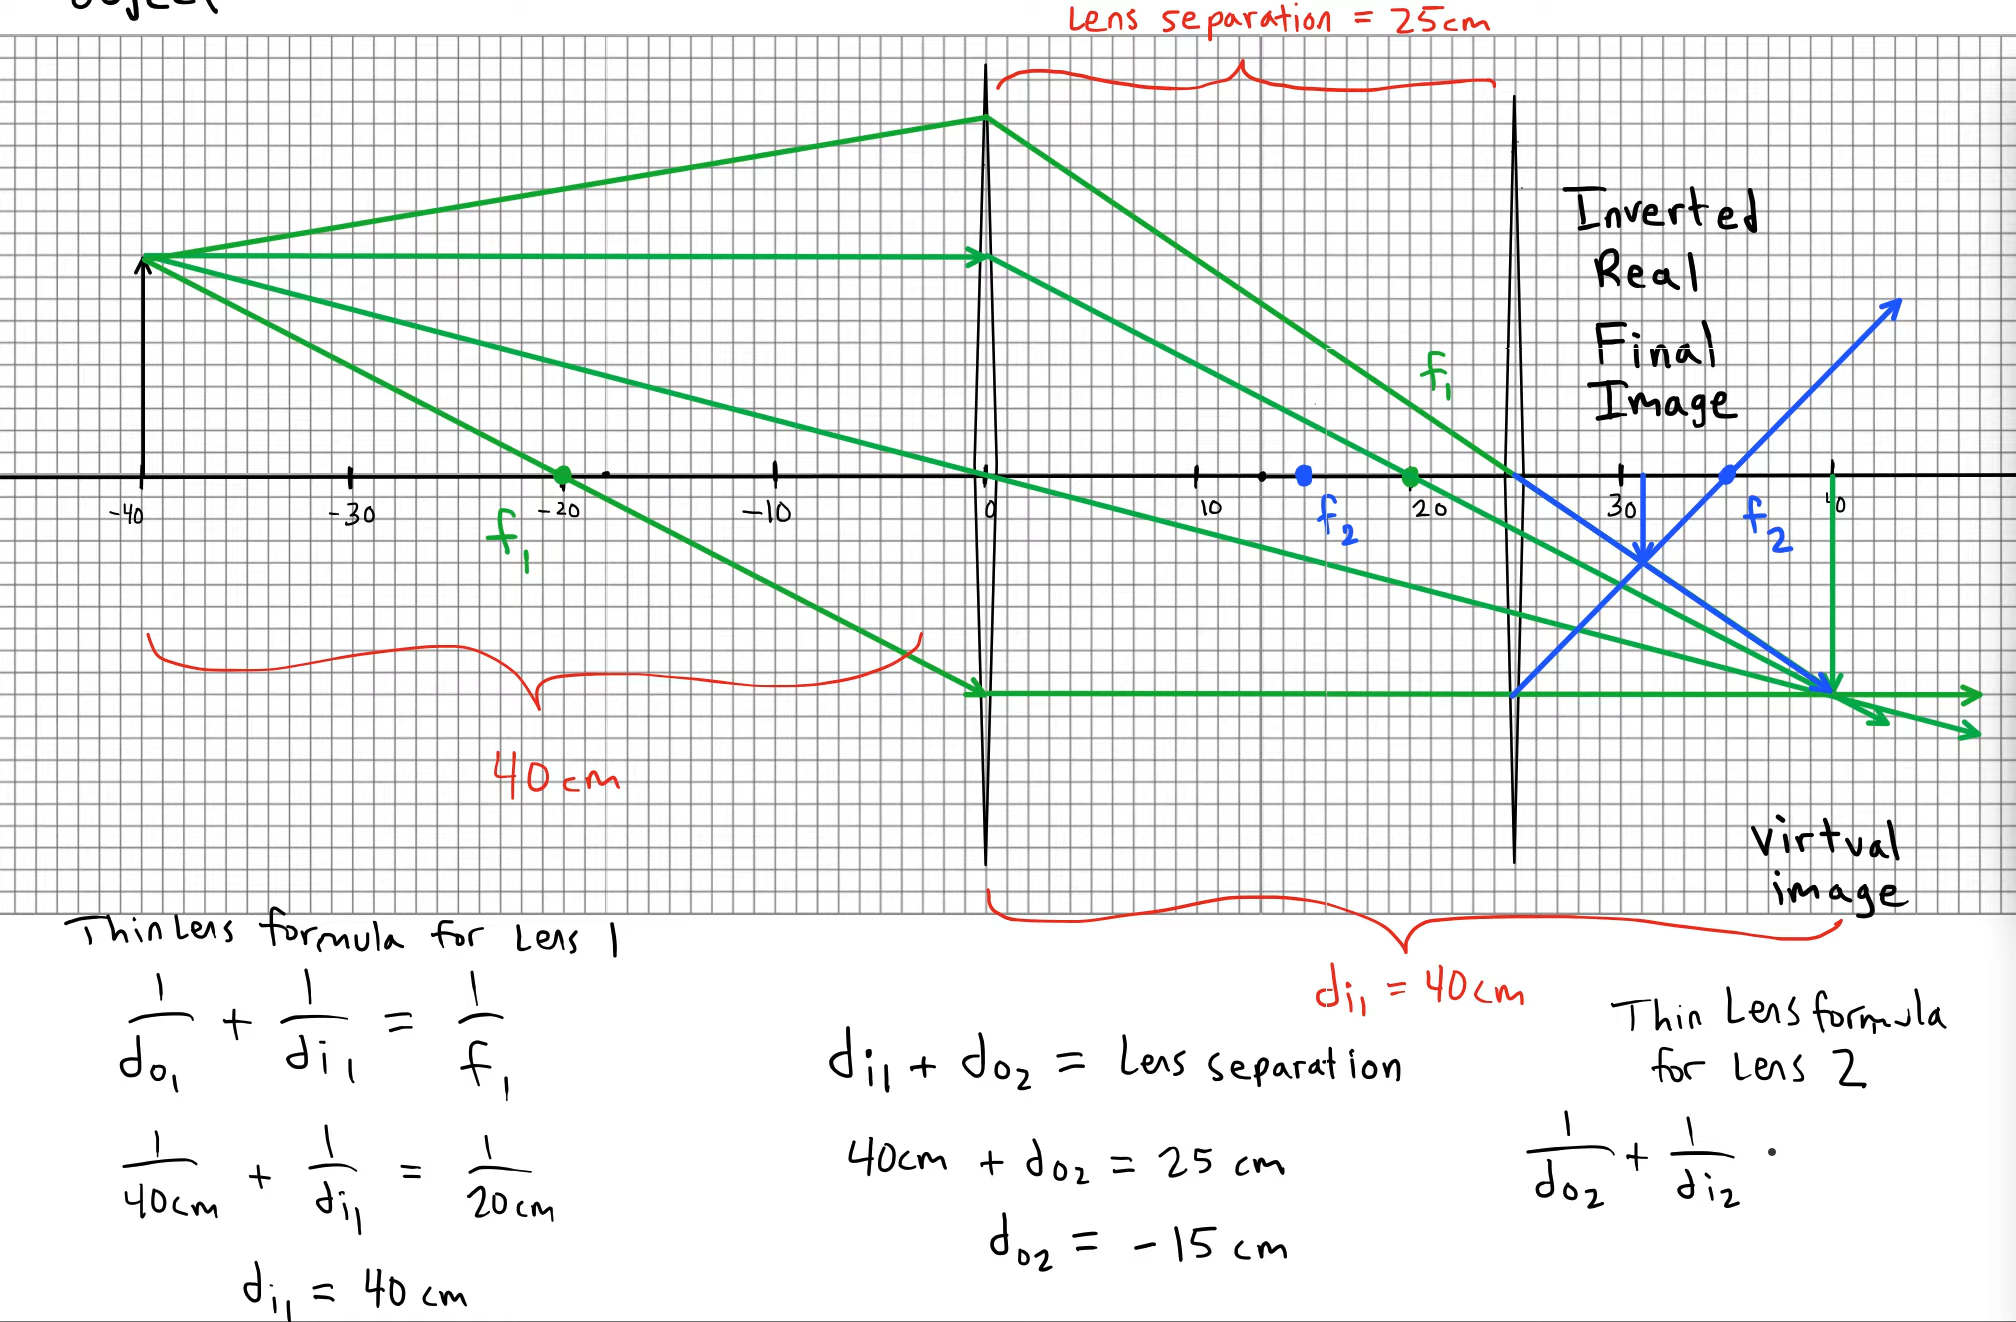 object
Lens separation = 25cm
Inverted
Real
Final
Image
f₁
-40 -30 -20 -10 0 10 20 30 40
f₁ f₂ f₂
40cm
virtual
image
di₁ = 40cm
Thin Lens formula for Lens 1
1/do₁ + 1/di₁ = 1/f₁
1/40cm + 1/di₁ = 1/20cm
di₁ = 40 cm
di₁ + do₂ = Lens separation
40cm + do₂ = 25 cm
do₂ = -15 cm
Thin Lens formula
for Lens 2
1/do₂ + 1/di₂